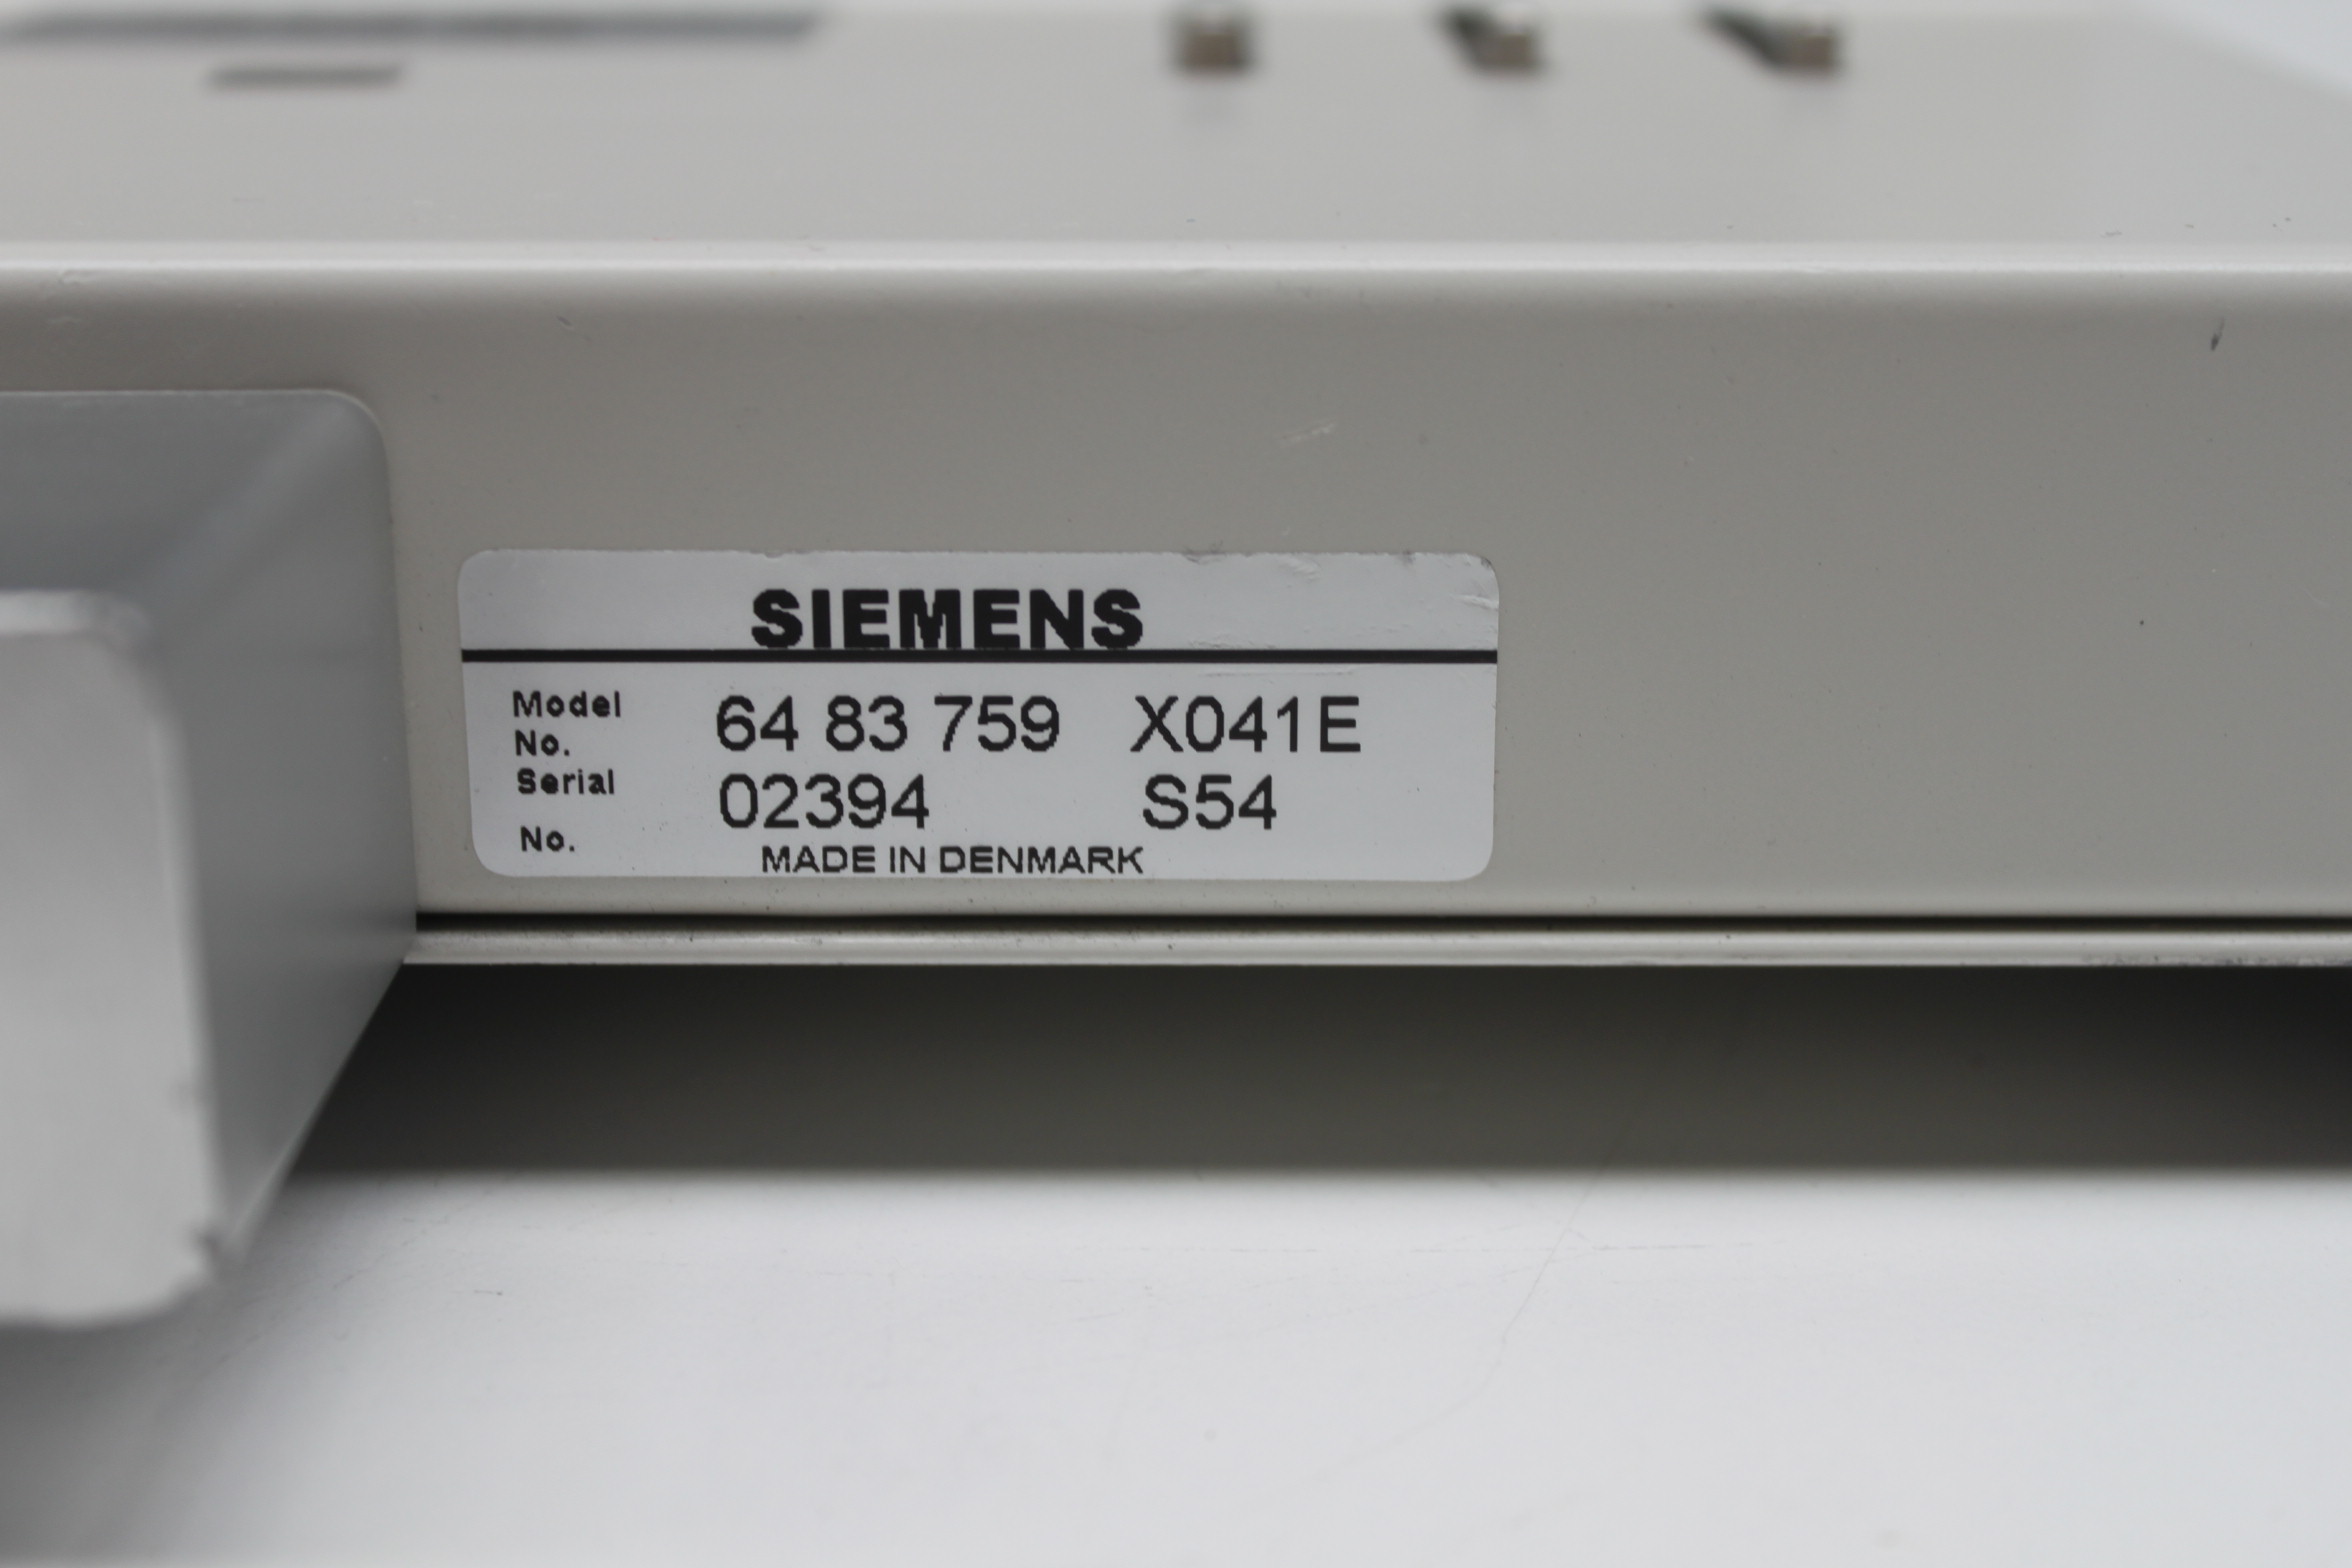 SIEMENS
Model No. 64 83 759 X041E
Serial No. 02394 S54
MADE IN DENMARK